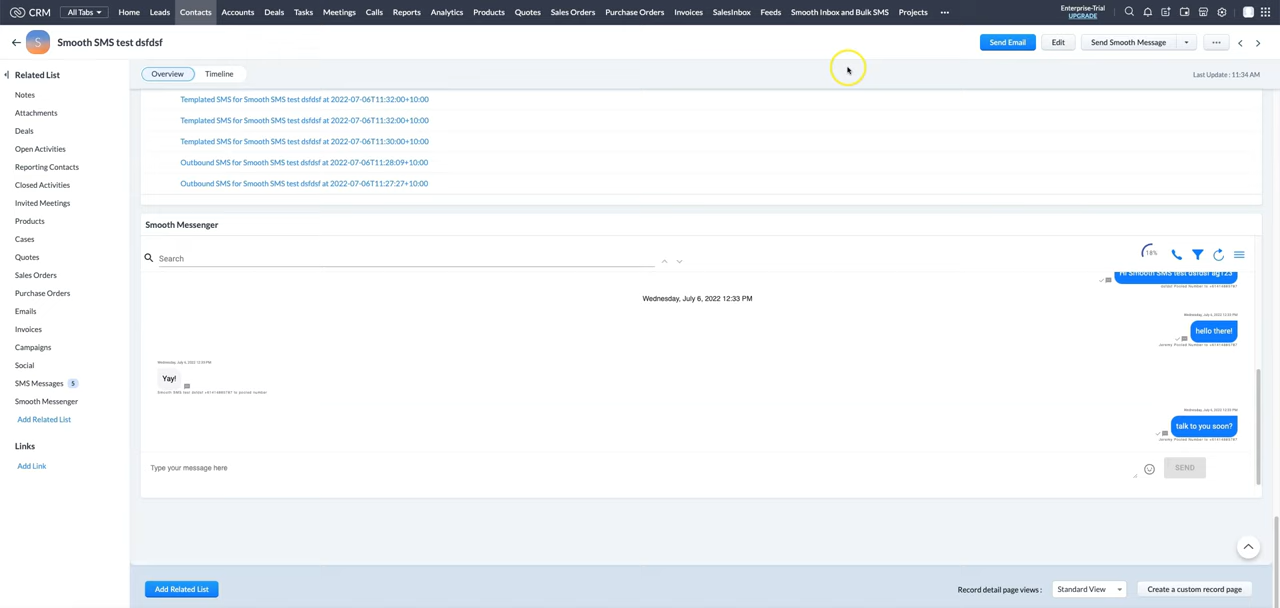 CRM All Tabs Home Leads Contacts Accounts Deals Tasks Meetings Calls Reports Analytics Products Quotes Sales Orders Purchase Orders Invoices SalesInbox Feeds Smooth Inbox and Bulk SMS Projects ••• Enterprise-Trial
UPGRADE
S Smooth SMS test dsfdsf Send Email Edit Send Smooth Message •••
Related List Overview Timeline Last Update : 11:34 AM
Notes
Attachments
Deals
Open Activities
Reporting Contacts
Closed Activities
Invited Meetings
Products
Cases
Quotes
Sales Orders
Purchase Orders
Emails
Invoices
Campaigns
Social
SMS Messages 5
Smooth Messenger
Add Related List
Links
Add Link
Templated SMS for Smooth SMS test dsfdsf at 2022-07-06T11:32:00+10:00
Templated SMS for Smooth SMS test dsfdsf at 2022-07-06T11:32:00+10:00
Templated SMS for Smooth SMS test dsfdsf at 2022-07-06T11:30:00+10:00
Outbound SMS for Smooth SMS test dsfdsf at 2022-07-06T11:28:09+10:00
Outbound SMS for Smooth SMS test dsfdsf at 2022-07-06T11:27:27+10:00
Smooth Messenger
Search 18%
Hi Smooth SMS test dsfdsf ag123
Wednesday, July 6, 2022 12:33 PM
hello there!
Yay!
talk to you soon?
Type your message here SEND
Add Related List Record detail page views : Standard View Create a custom record page